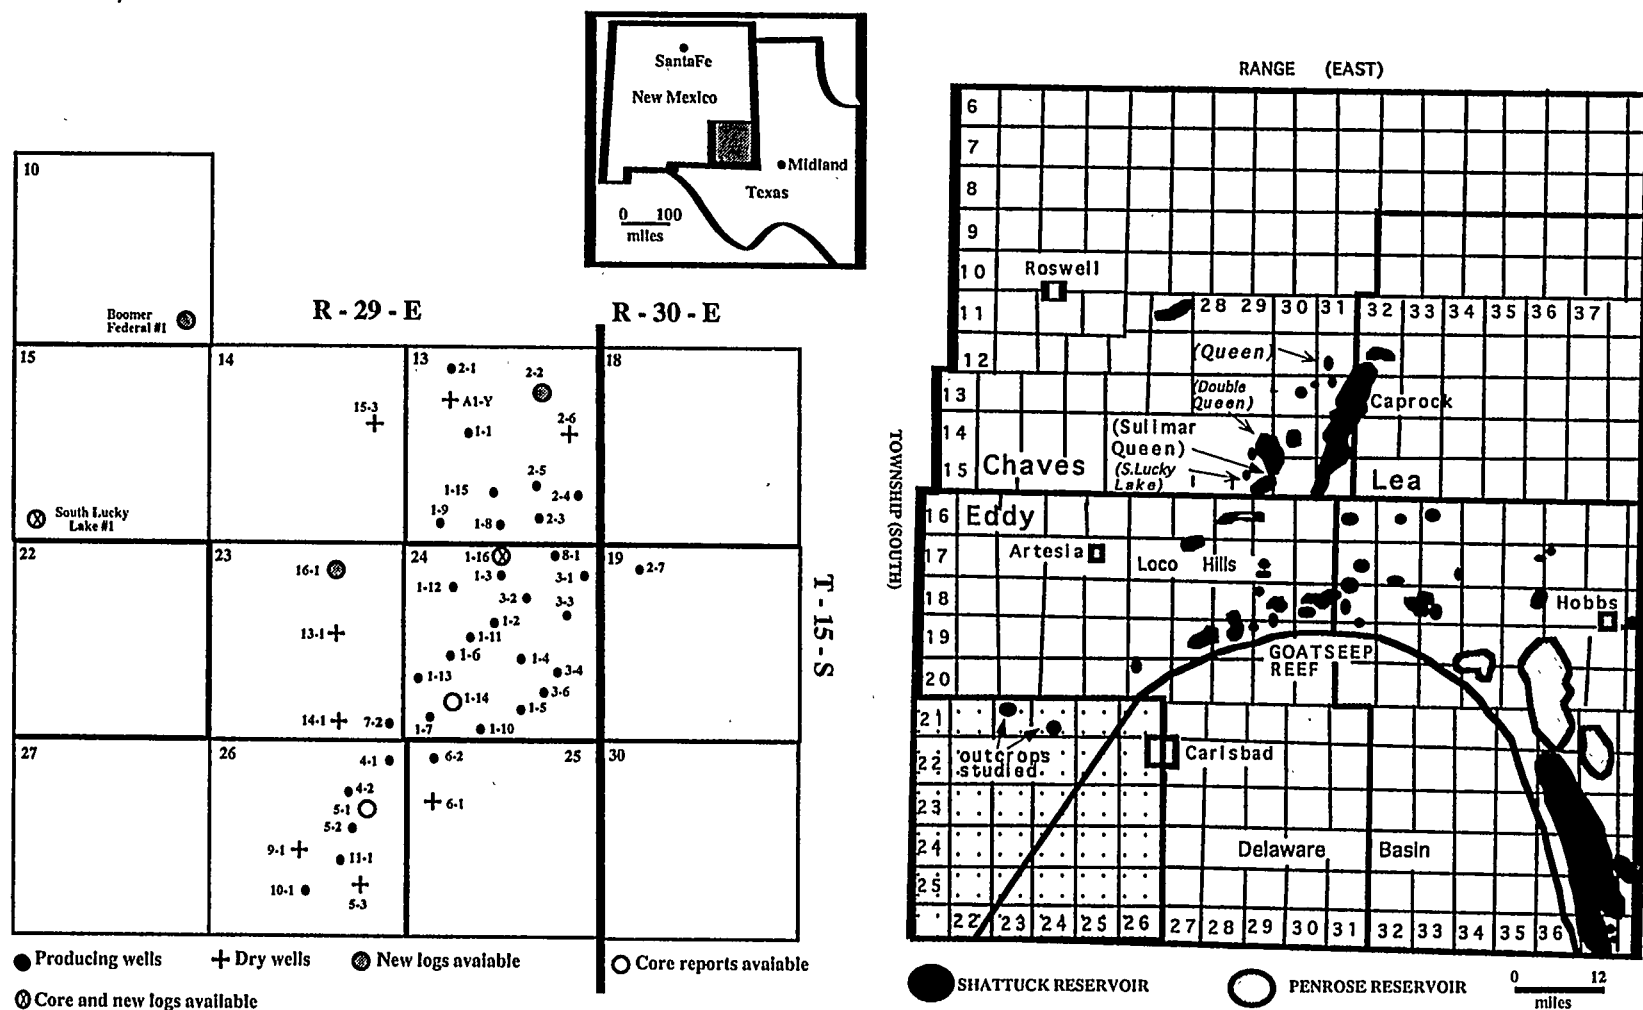 SantaFe
New Mexico
Midland
Texas
0 100
miles
10
Boomer
Federal #1
R - 29 - E
R - 30 - E
15
14
13
18
2-1
2-2
15-3
A1-Y
2-6
1-1
2-5
1-15
2-4
1-9
1-8
2-3
South Lucky
Lake #1
22
23
24
19
1-16
8-1
16-1
1-3
3-1
2-7
1-12
3-2
3-3
1-2
13-1
1-11
1-6
1-4
1-13
3-4
1-14
3-6
14-1
7-2
1-7
1-5
1-10
T - 15 - S
27
26
25
30
4-1
6-2
4-2
5-1
6-1
5-2
9-1
11-1
10-1
5-3
Producing wells
Dry wells
New logs avaiable
Core reports avaiable
Core and new logs available
RANGE (EAST)
6
7
8
9
10
Roswell
11
28 29 30 31 32 33 34 35 36 37
12
(Queen)
13
(Double
Queen)
Caprock
14
(Sullmar
Queen)
15
Chaves
(S.Lucky
Lake)
Lea
TOWNSHIP (SOUTH)
16
Eddy
17
Artesia
Loco Hills
18
Hobbs
19
GOATSEEP
REEF
20
21
outcrops
studied
22
Carlsbad
23
24
Delaware Basin
25
22 23 24 25 26 27 28 29 30 31 32 33 34 35 36
SHATTUCK RESERVOIR
PENROSE RESERVOIR
0 12
miles